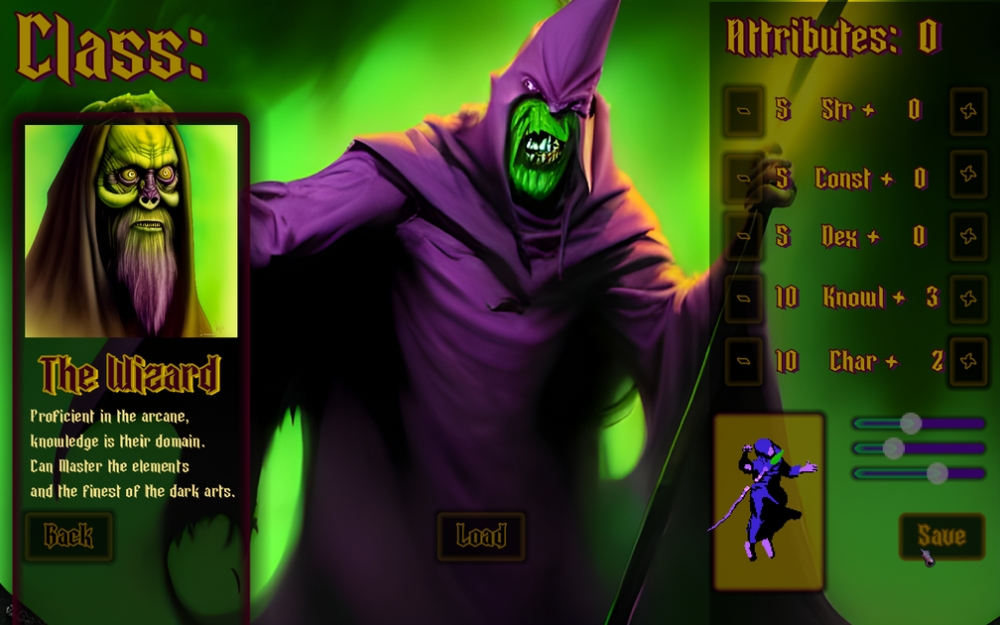 Class:
The Wizard
Proficient in the arcane,
knowledge is their domain.
Can Master the elements
and the finest of the dark arts.
Back
Load
Attributes: 0
- 5 Str + 0 +
- 5 Const + 0 +
- 5 Dex + 0 +
- 10 Knowl + 3 +
- 10 Char + 2 +
Save